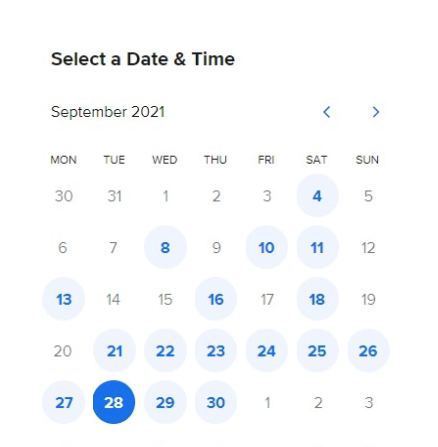 Select a Date & Time
September 2021
MON TUE WED THU FRI SAT SUN
30 31 1 2 3 4 5
6 7 8 9 10 11 12
13 14 15 16 17 18 19
20 21 22 23 24 25 26
27 28 29 30 1 2 3